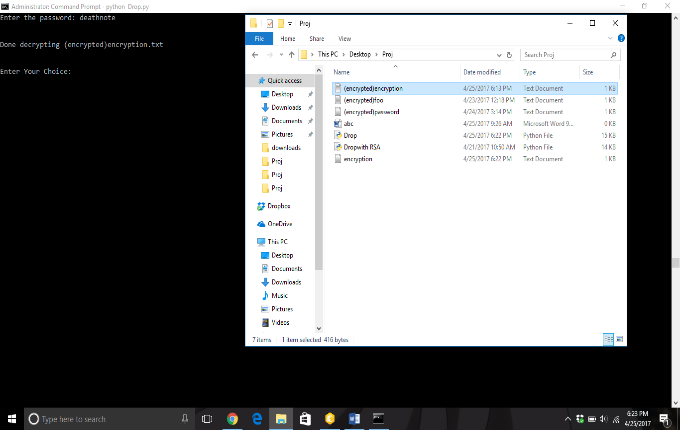 Administrator: Command Prompt - python Drop.py
Enter the password: deathnote
Done decrypting (encrypted)encryption.txt
Enter Your Choice:
Proj
File Home Share View
This PC > Desktop > Proj
Search Proj
Name Date modified Type Size
Quick access
Desktop
Downloads
Documents
Pictures
downloads
Proj
Proj
Proj
Dropbox
OneDrive
This PC
Desktop
Documents
Downloads
Music
Pictures
Videos
(encrypted)encryption 4/25/2017 6:13 PM Text Document 1 KB
(encrypted)foo 4/23/2017 12:13 PM Text Document 1 KB
(encrypted)password 4/24/2017 3:14 PM Text Document 1 KB
abc 4/25/2017 9:26 AM Microsoft Word 9... 0 KB
Drop 4/25/2017 6:22 PM Python File 15 KB
Dropwith RSA 4/21/2017 10:50 AM Python File 14 KB
encryption 4/25/2017 6:22 PM Text Document 1 KB
7 items 1 item selected 416 bytes
Type here to search
6:23 PM
4/25/2017